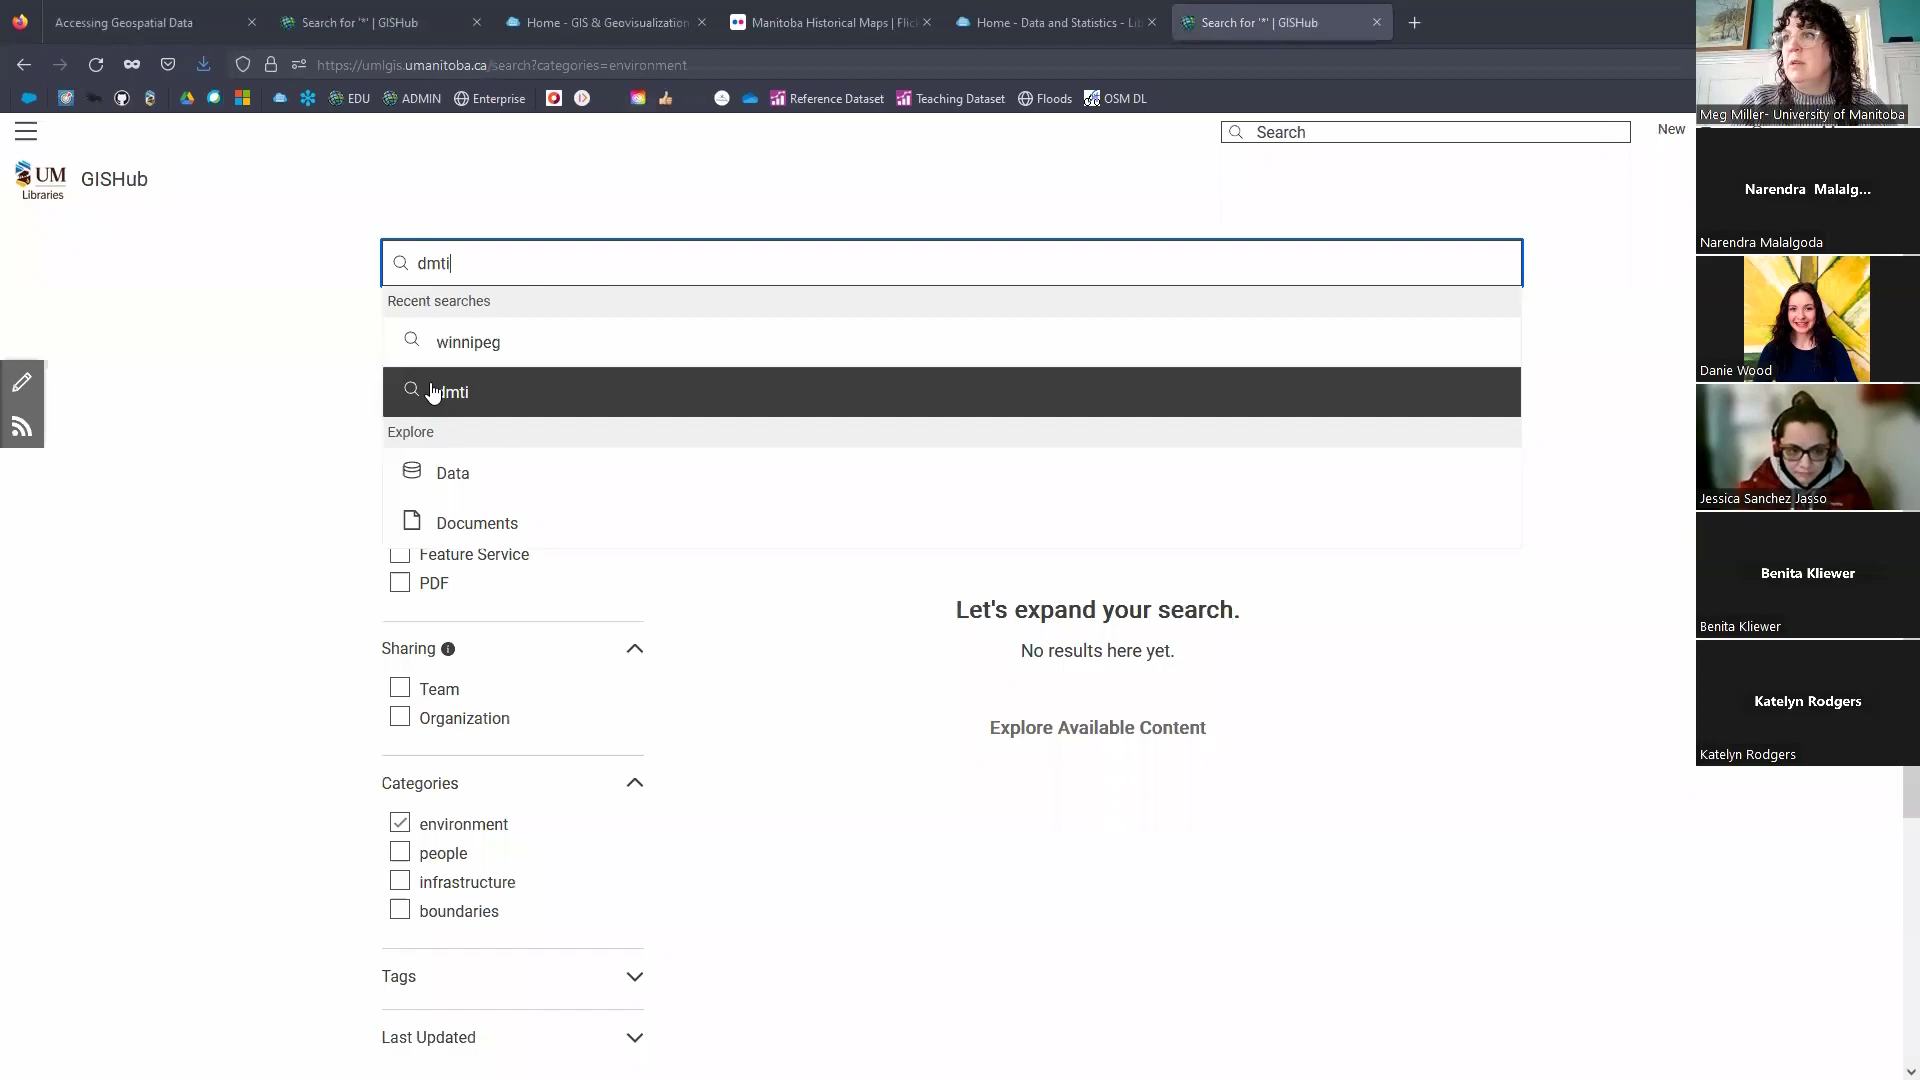 Accessing Geospatial Data
Search for '*' | GISHub
Home - GIS & Geovisualization
Manitoba Historical Maps | Flick
Home - Data and Statistics - Lib
Search for '*' | GISHub
https://umlgis.umanitoba.ca/search?categories=environment
EDU
ADMIN
Enterprise
Reference Dataset
Teaching Dataset
Floods
OSM DL
Search
New
UM
Libraries
GISHub
dmti
Recent searches
winnipeg
dmti
Explore
Data
Documents
Feature Service
PDF
Sharing
Team
Organization
Categories
environment
people
infrastructure
boundaries
Tags
Last Updated
Let's expand your search.
No results here yet.
Explore Available Content
Meg Miller- University of Manitoba
Narendra Malalg...
Narendra Malalgoda
Danie Wood
Jessica Sanchez Jasso
Benita Kliewer
Benita Kliewer
Katelyn Rodgers
Katelyn Rodgers